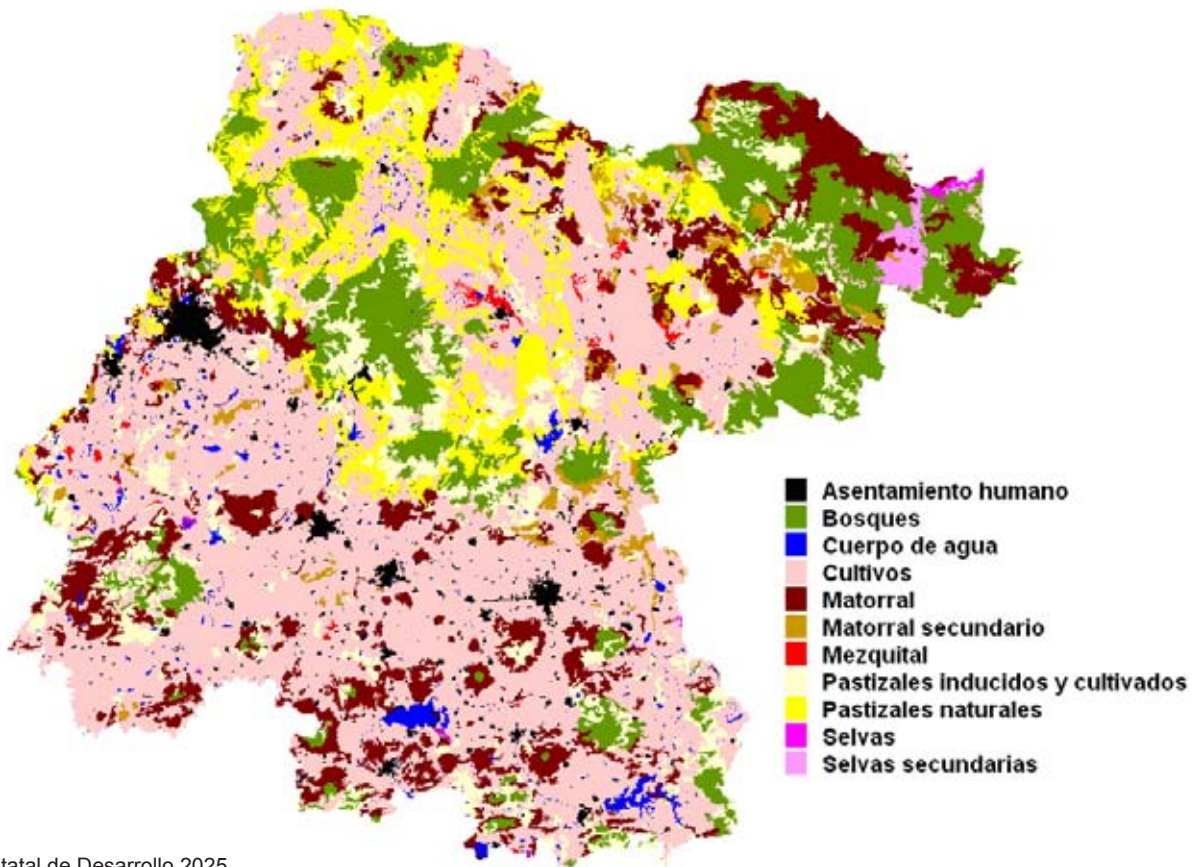 Asentamiento humano
Bosques
Cuerpo de agua
Cultivos
Matorral
Matorral secundario
Mezquital
Pastizales inducidos y cultivados
Pastizales naturales
Selvas
Selvas secundarias
tatal de Desarrollo 2025